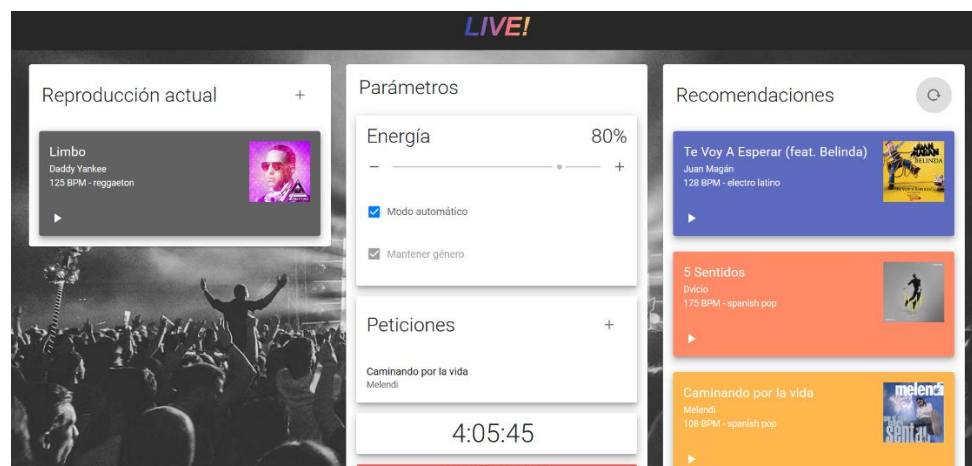 LIVE!
Reproducción actual +
Limbo
Daddy Yankee
125 BPM - reggaeton
Parámetros
Energía 80%
− +
Modo automático
Mantener género
Peticiones +
Caminando por la vida
Melendi
4:05:45
Recomendaciones
Te Voy A Esperar (feat. Belinda)
Juan Magán
128 BPM - electro latino
JUAN
MAGAN
BELINDA
5 Sentidos
Dvicio
175 BPM - spanish pop
Caminando por la vida
Melendi
108 BPM - spanish pop
melendi